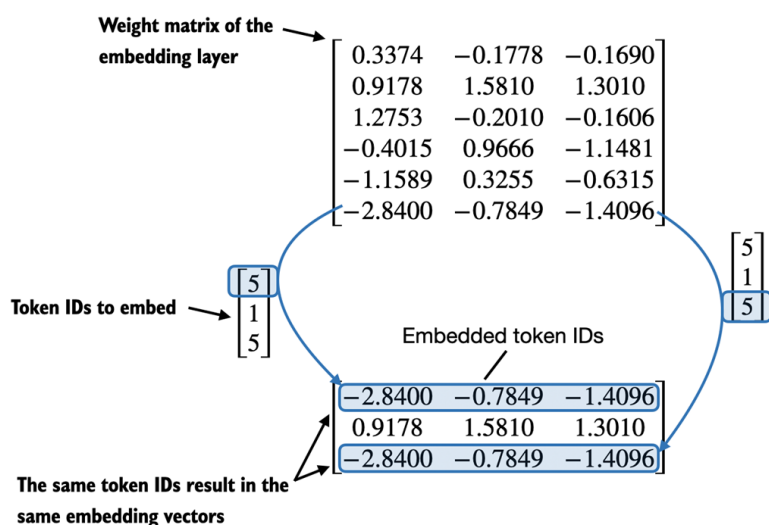 Weight matrix of the
embedding layer
0.3374 −0.1778 −0.1690
0.9178 1.5810 1.3010
1.2753 −0.2010 −0.1606
−0.4015 0.9666 −1.1481
−1.1589 0.3255 −0.6315
−2.8400 −0.7849 −1.4096
5
1
5
Token IDs to embed
5
1
5
Embedded token IDs
−2.8400 −0.7849 −1.4096
0.9178 1.5810 1.3010
−2.8400 −0.7849 −1.4096
The same token IDs result in the
same embedding vectors